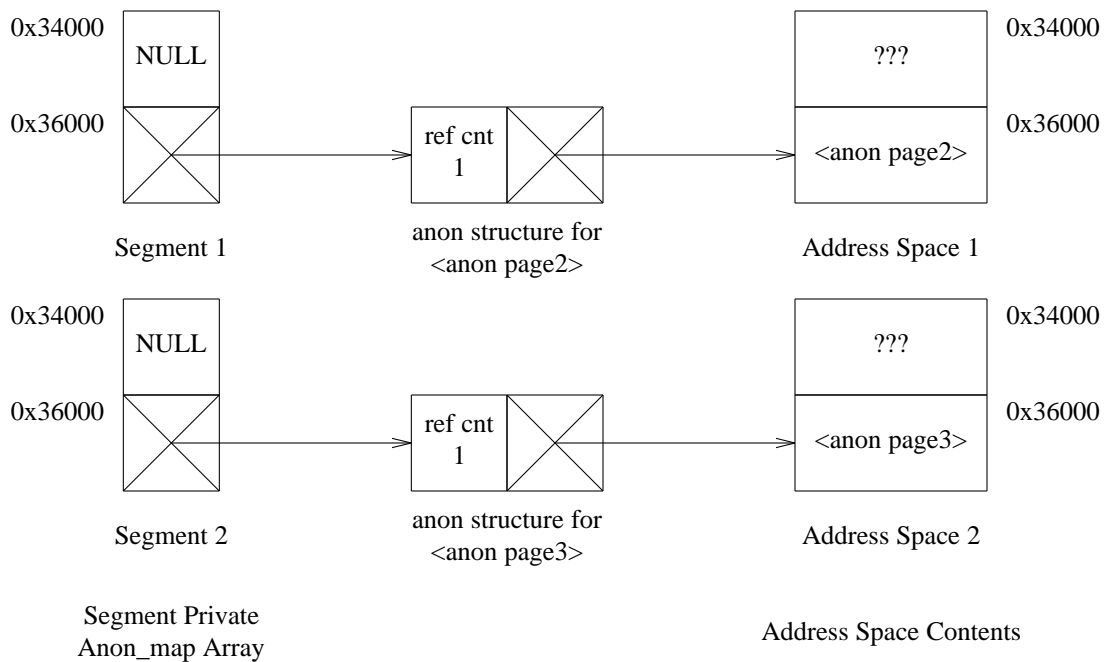 0x34000
NULL
???
0x34000
0x36000
ref cnt
1
<anon page2>
0x36000
Segment 1
anon structure for
<anon page2>
Address Space 1
0x34000
NULL
???
0x34000
0x36000
ref cnt
1
<anon page3>
0x36000
Segment 2
anon structure for
<anon page3>
Address Space 2
Segment Private
Anon_map Array
Address Space Contents